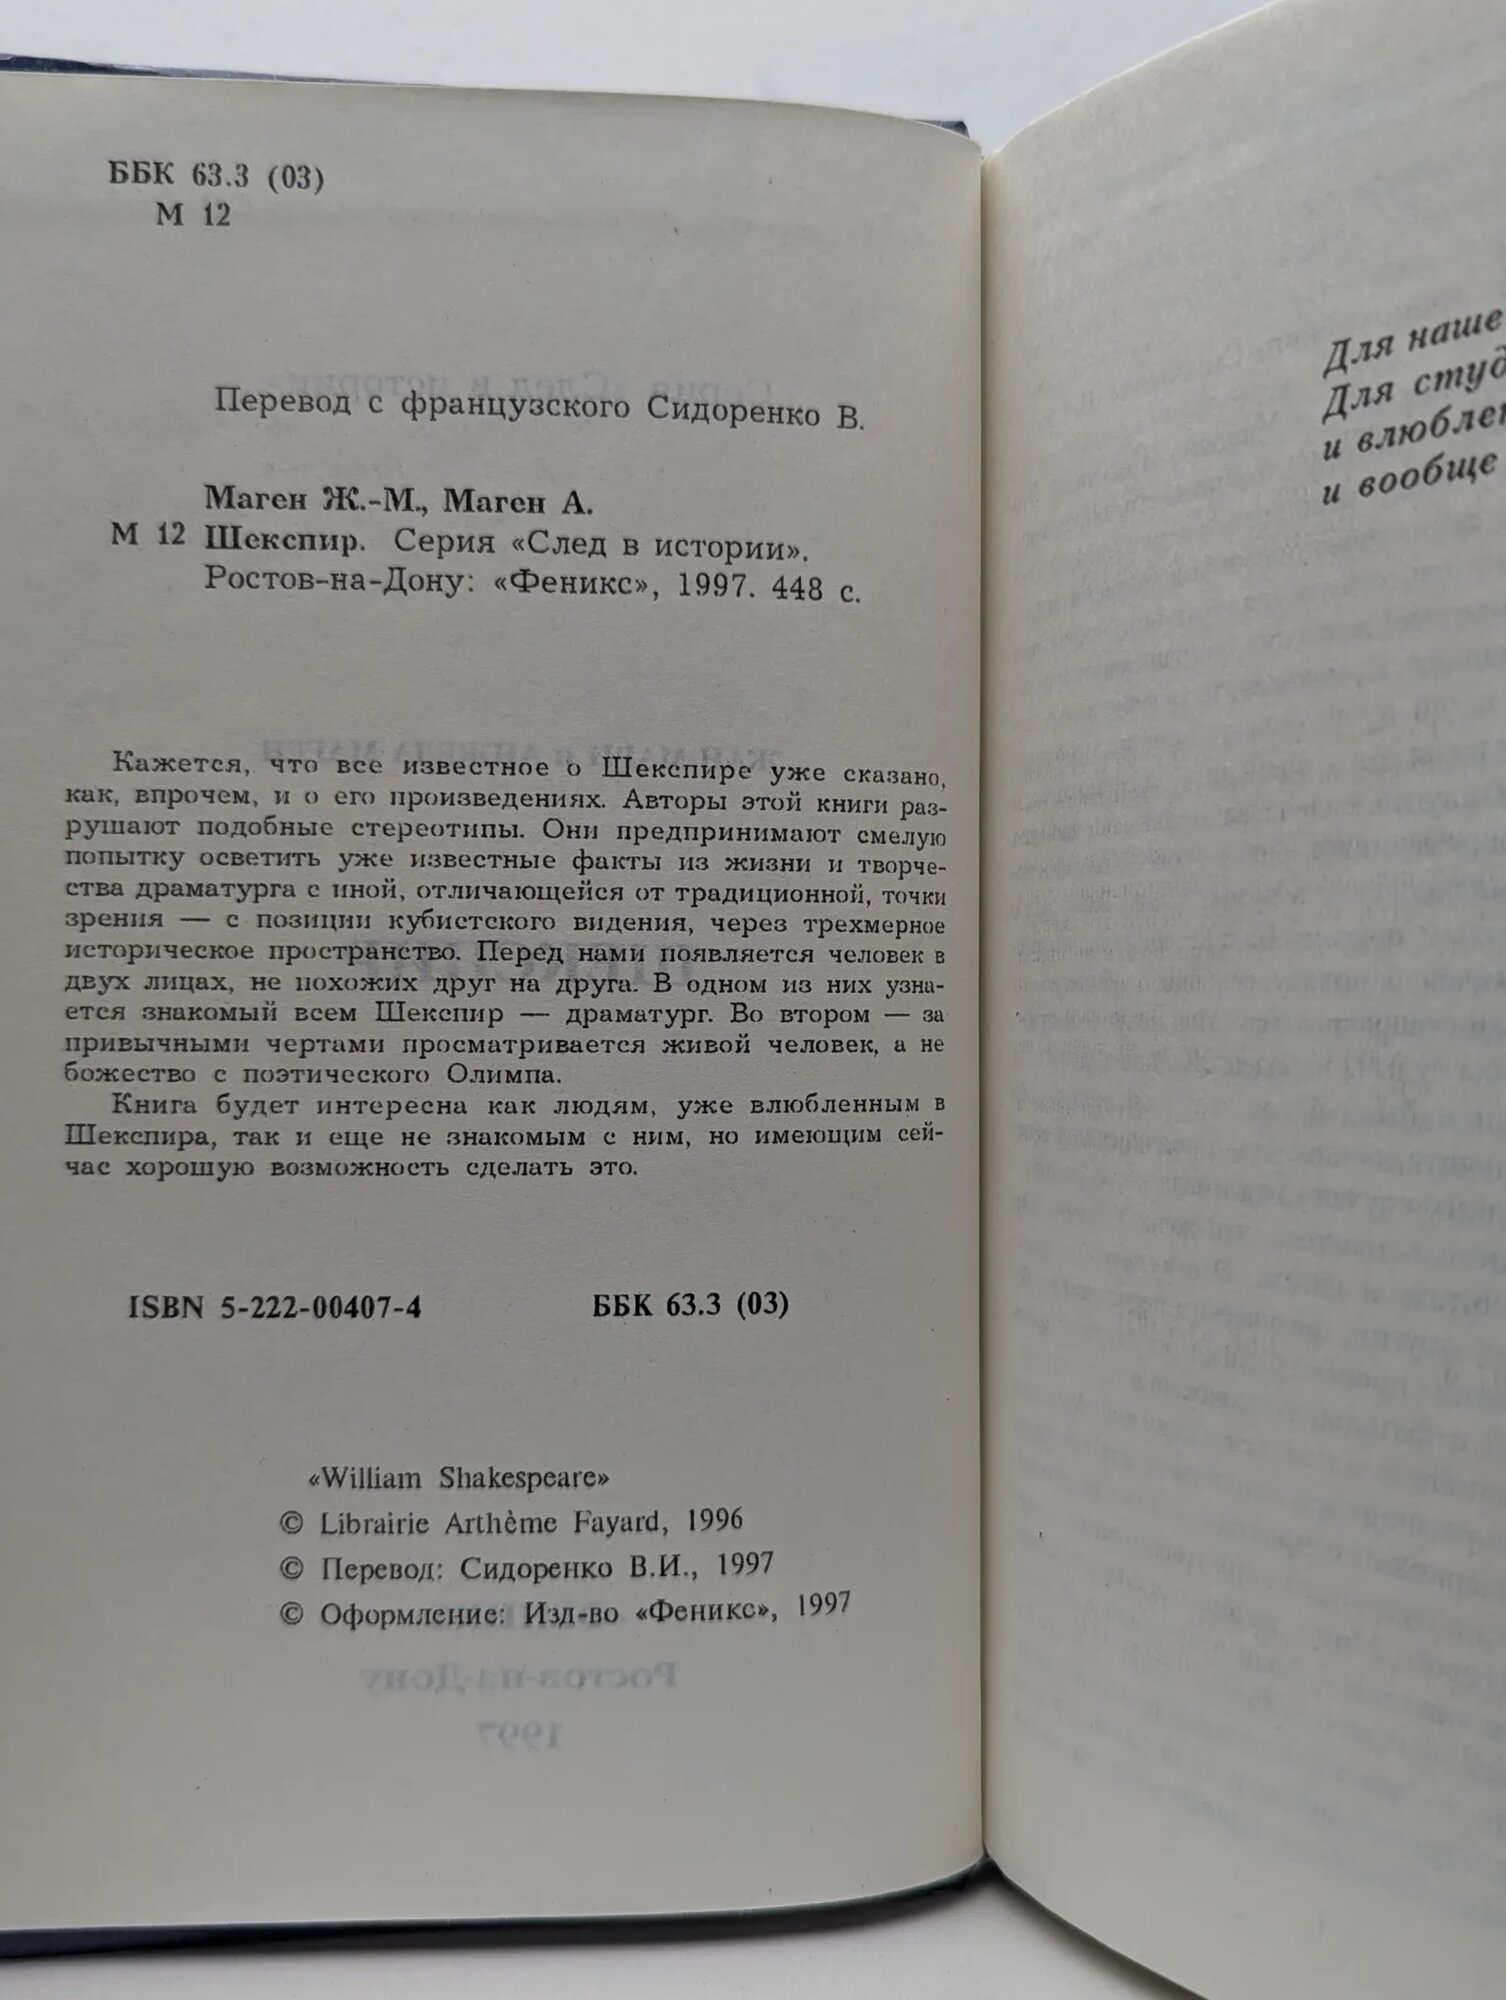 ББК 63.3 (03)
М 12
Перевод с французского Сидоренко В.
Маген Ж.-М., Маген А.
М 12 Шекспир. Серия «След в истории».
Ростов-на-Дону: «Феникс», 1997. 448 с.
Кажется, что все известное о Шекспире уже сказано,
как, впрочем, и о его произведениях. Авторы этой книги раз-
рушают подобные стереотипы. Они предпринимают смелую
попытку осветить уже известные факты из жизни и творче-
ства драматурга с иной, отличающейся от традиционной, точки
зрения — с позиции кубистского видения, через трехмерное
историческое пространство. Перед нами появляется человек в
двух лицах, не похожих друг на друга. В одном из них узна-
ется знакомый всем Шекспир — драматург. Во втором — за
привычными чертами просматривается живой человек, а не
божество с поэтического Олимпа.
Книга будет интересна как людям, уже влюбленным в
Шекспира, так и еще не знакомым с ним, но имеющим сей-
час хорошую возможность сделать это.
ISBN 5-222-00407-4 ББК 63.3 (03)
«William Shakespeare»
© Librairie Arthème Fayard, 1996
© Перевод: Сидоренко В.И., 1997
© Оформление: Изд-во «Феникс», 1997
Ростов-на-Дону
1997
Для наше
Для студ
и влюблен
и вообще